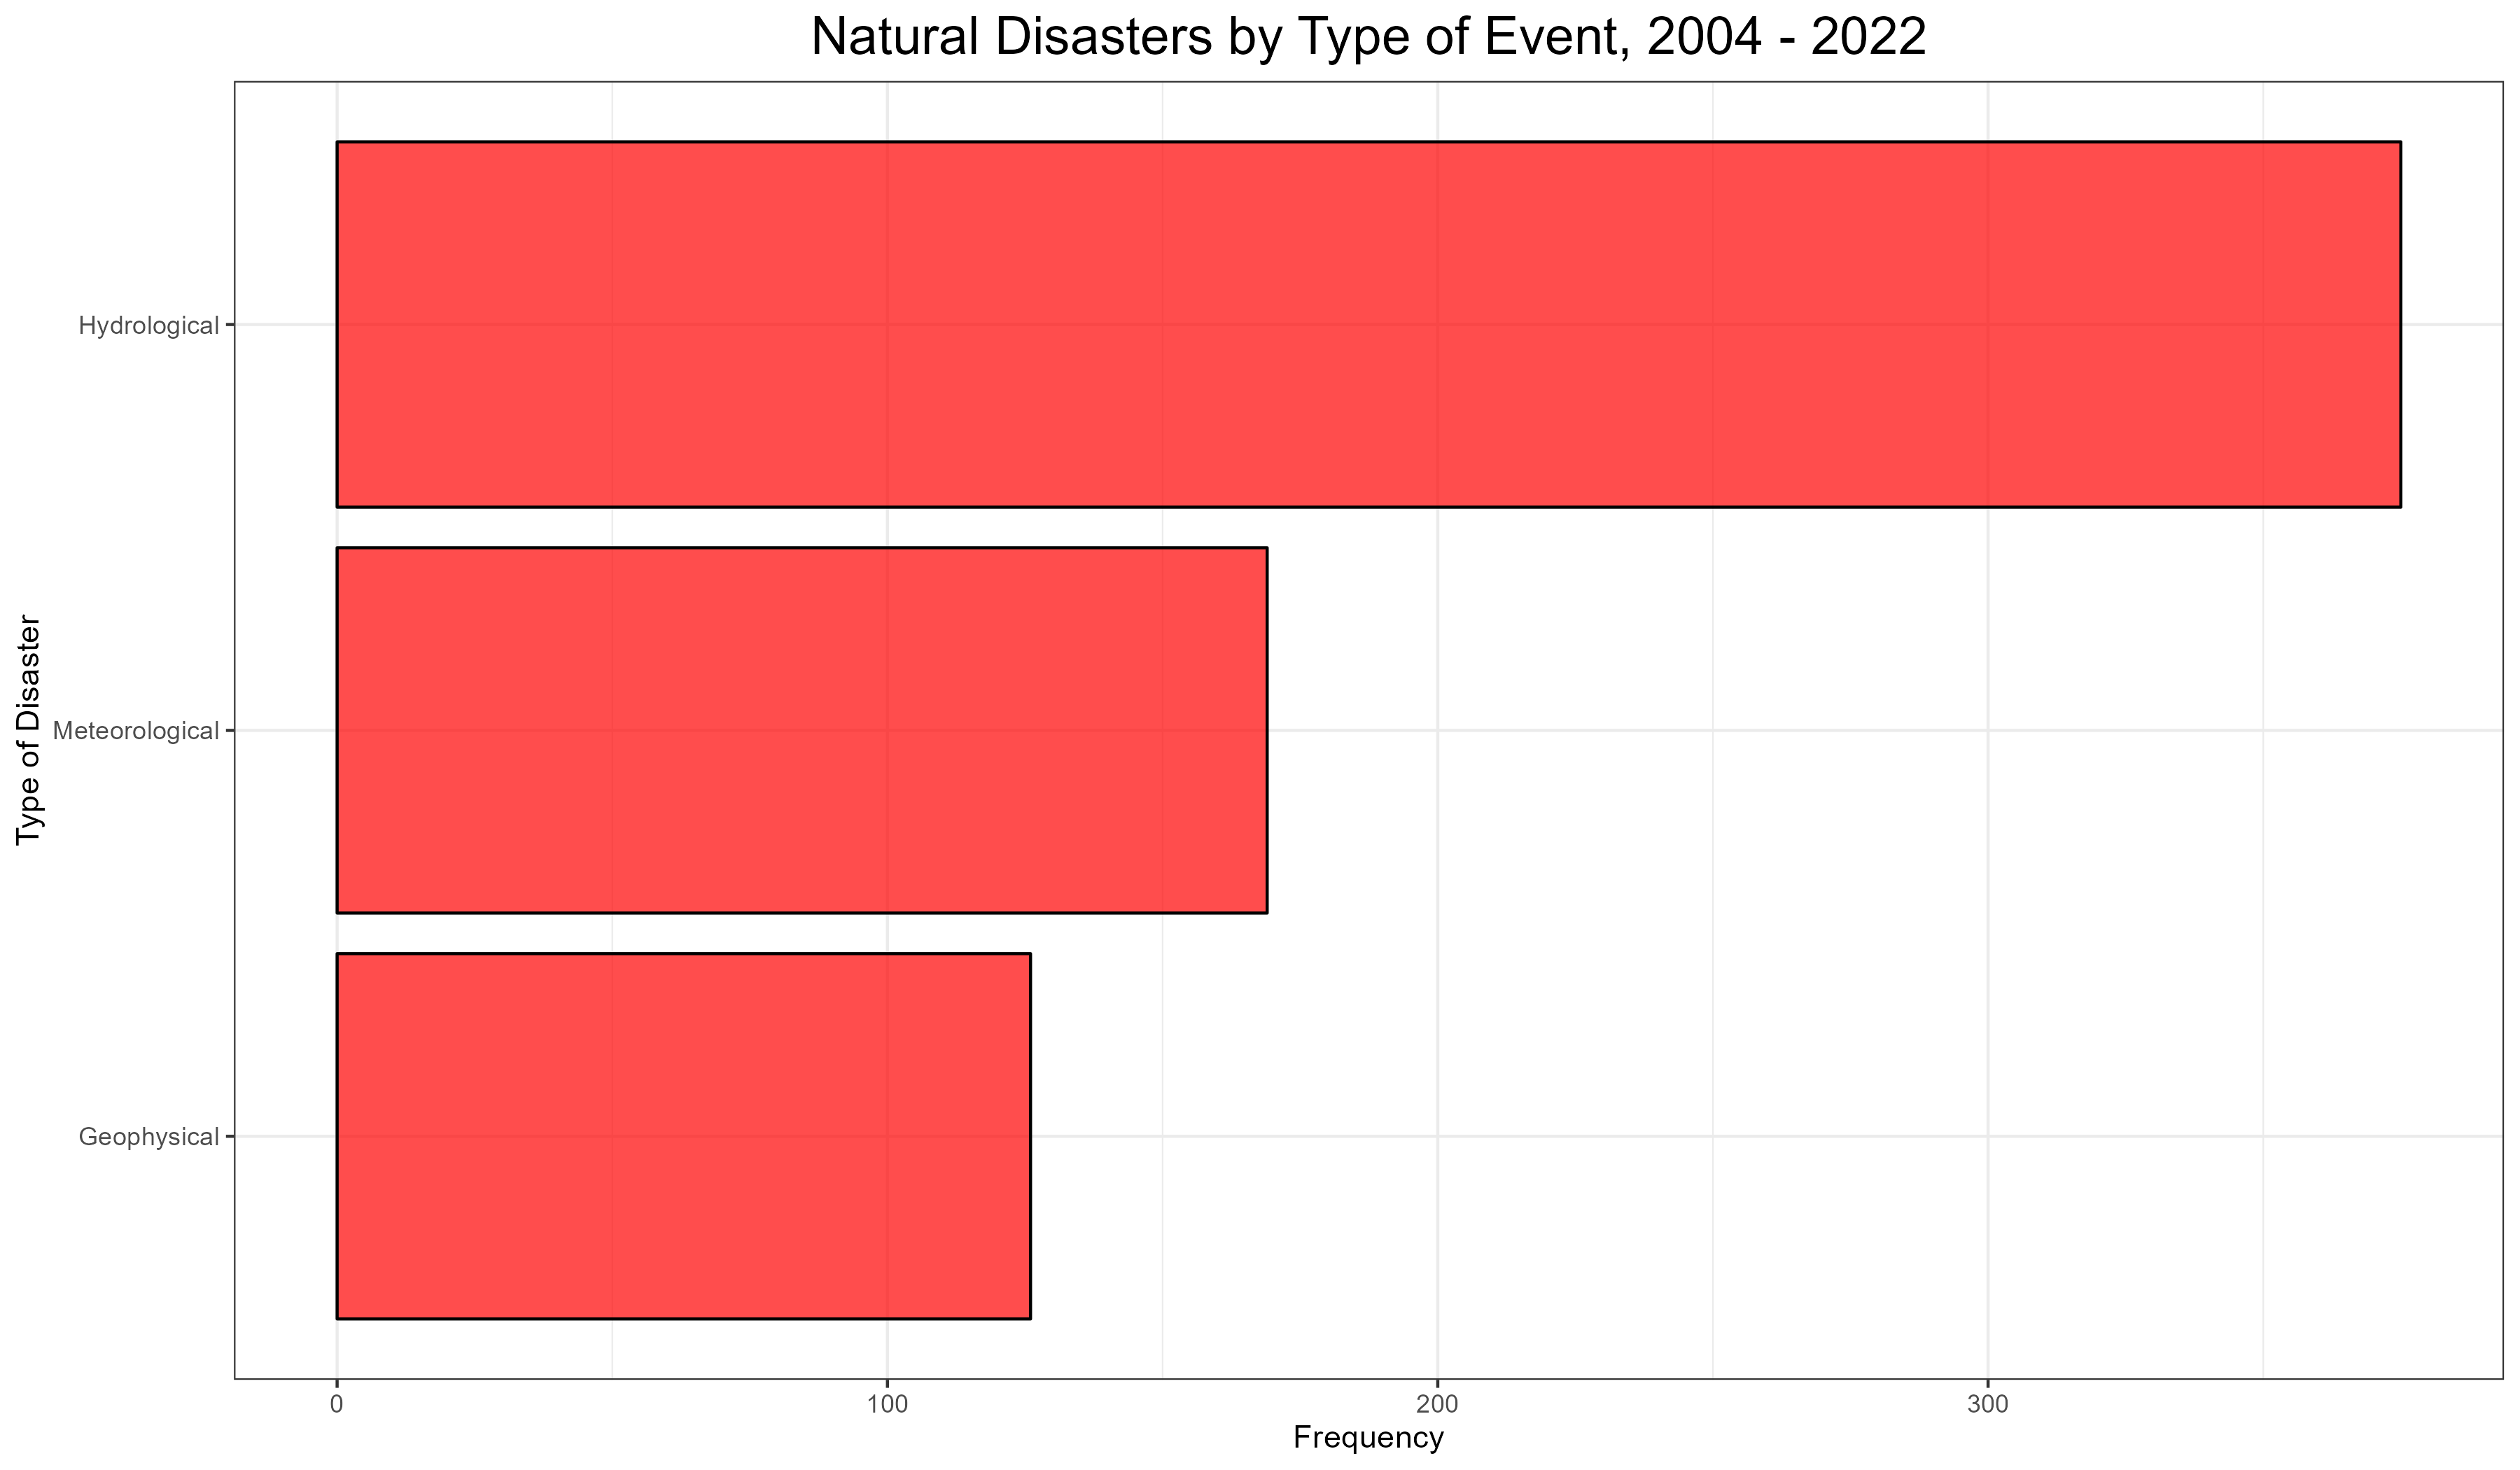 Natural Disasters by Type of Event, 2004 - 2022
Type of Disaster
Hydrological
Meteorological
Geophysical
0 100 200 300
Frequency